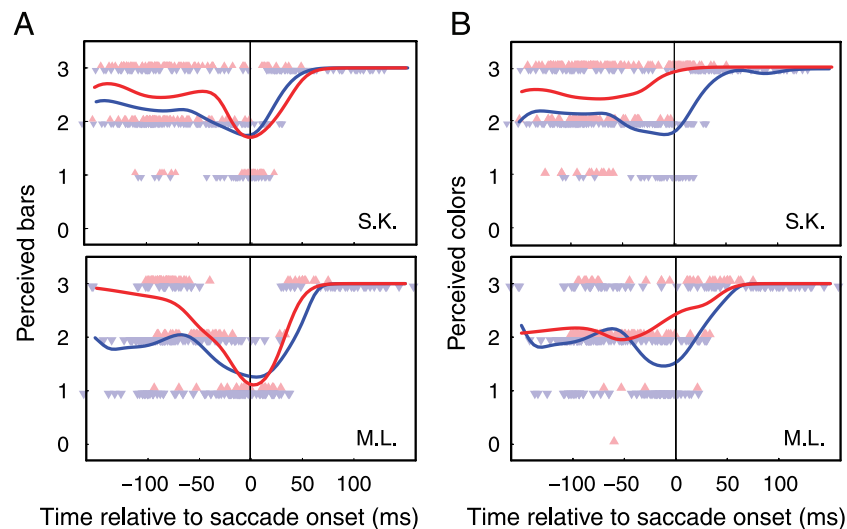 A
B
Perceived bars
3
2
1
0
S.K.
3
2
1
0
M.L.
−100 −50 0 50 100
Time relative to saccade onset (ms)
Perceived colors
3
2
1
0
S.K.
3
2
1
0
M.L.
−100 −50 0 50 100
Time relative to saccade onset (ms)